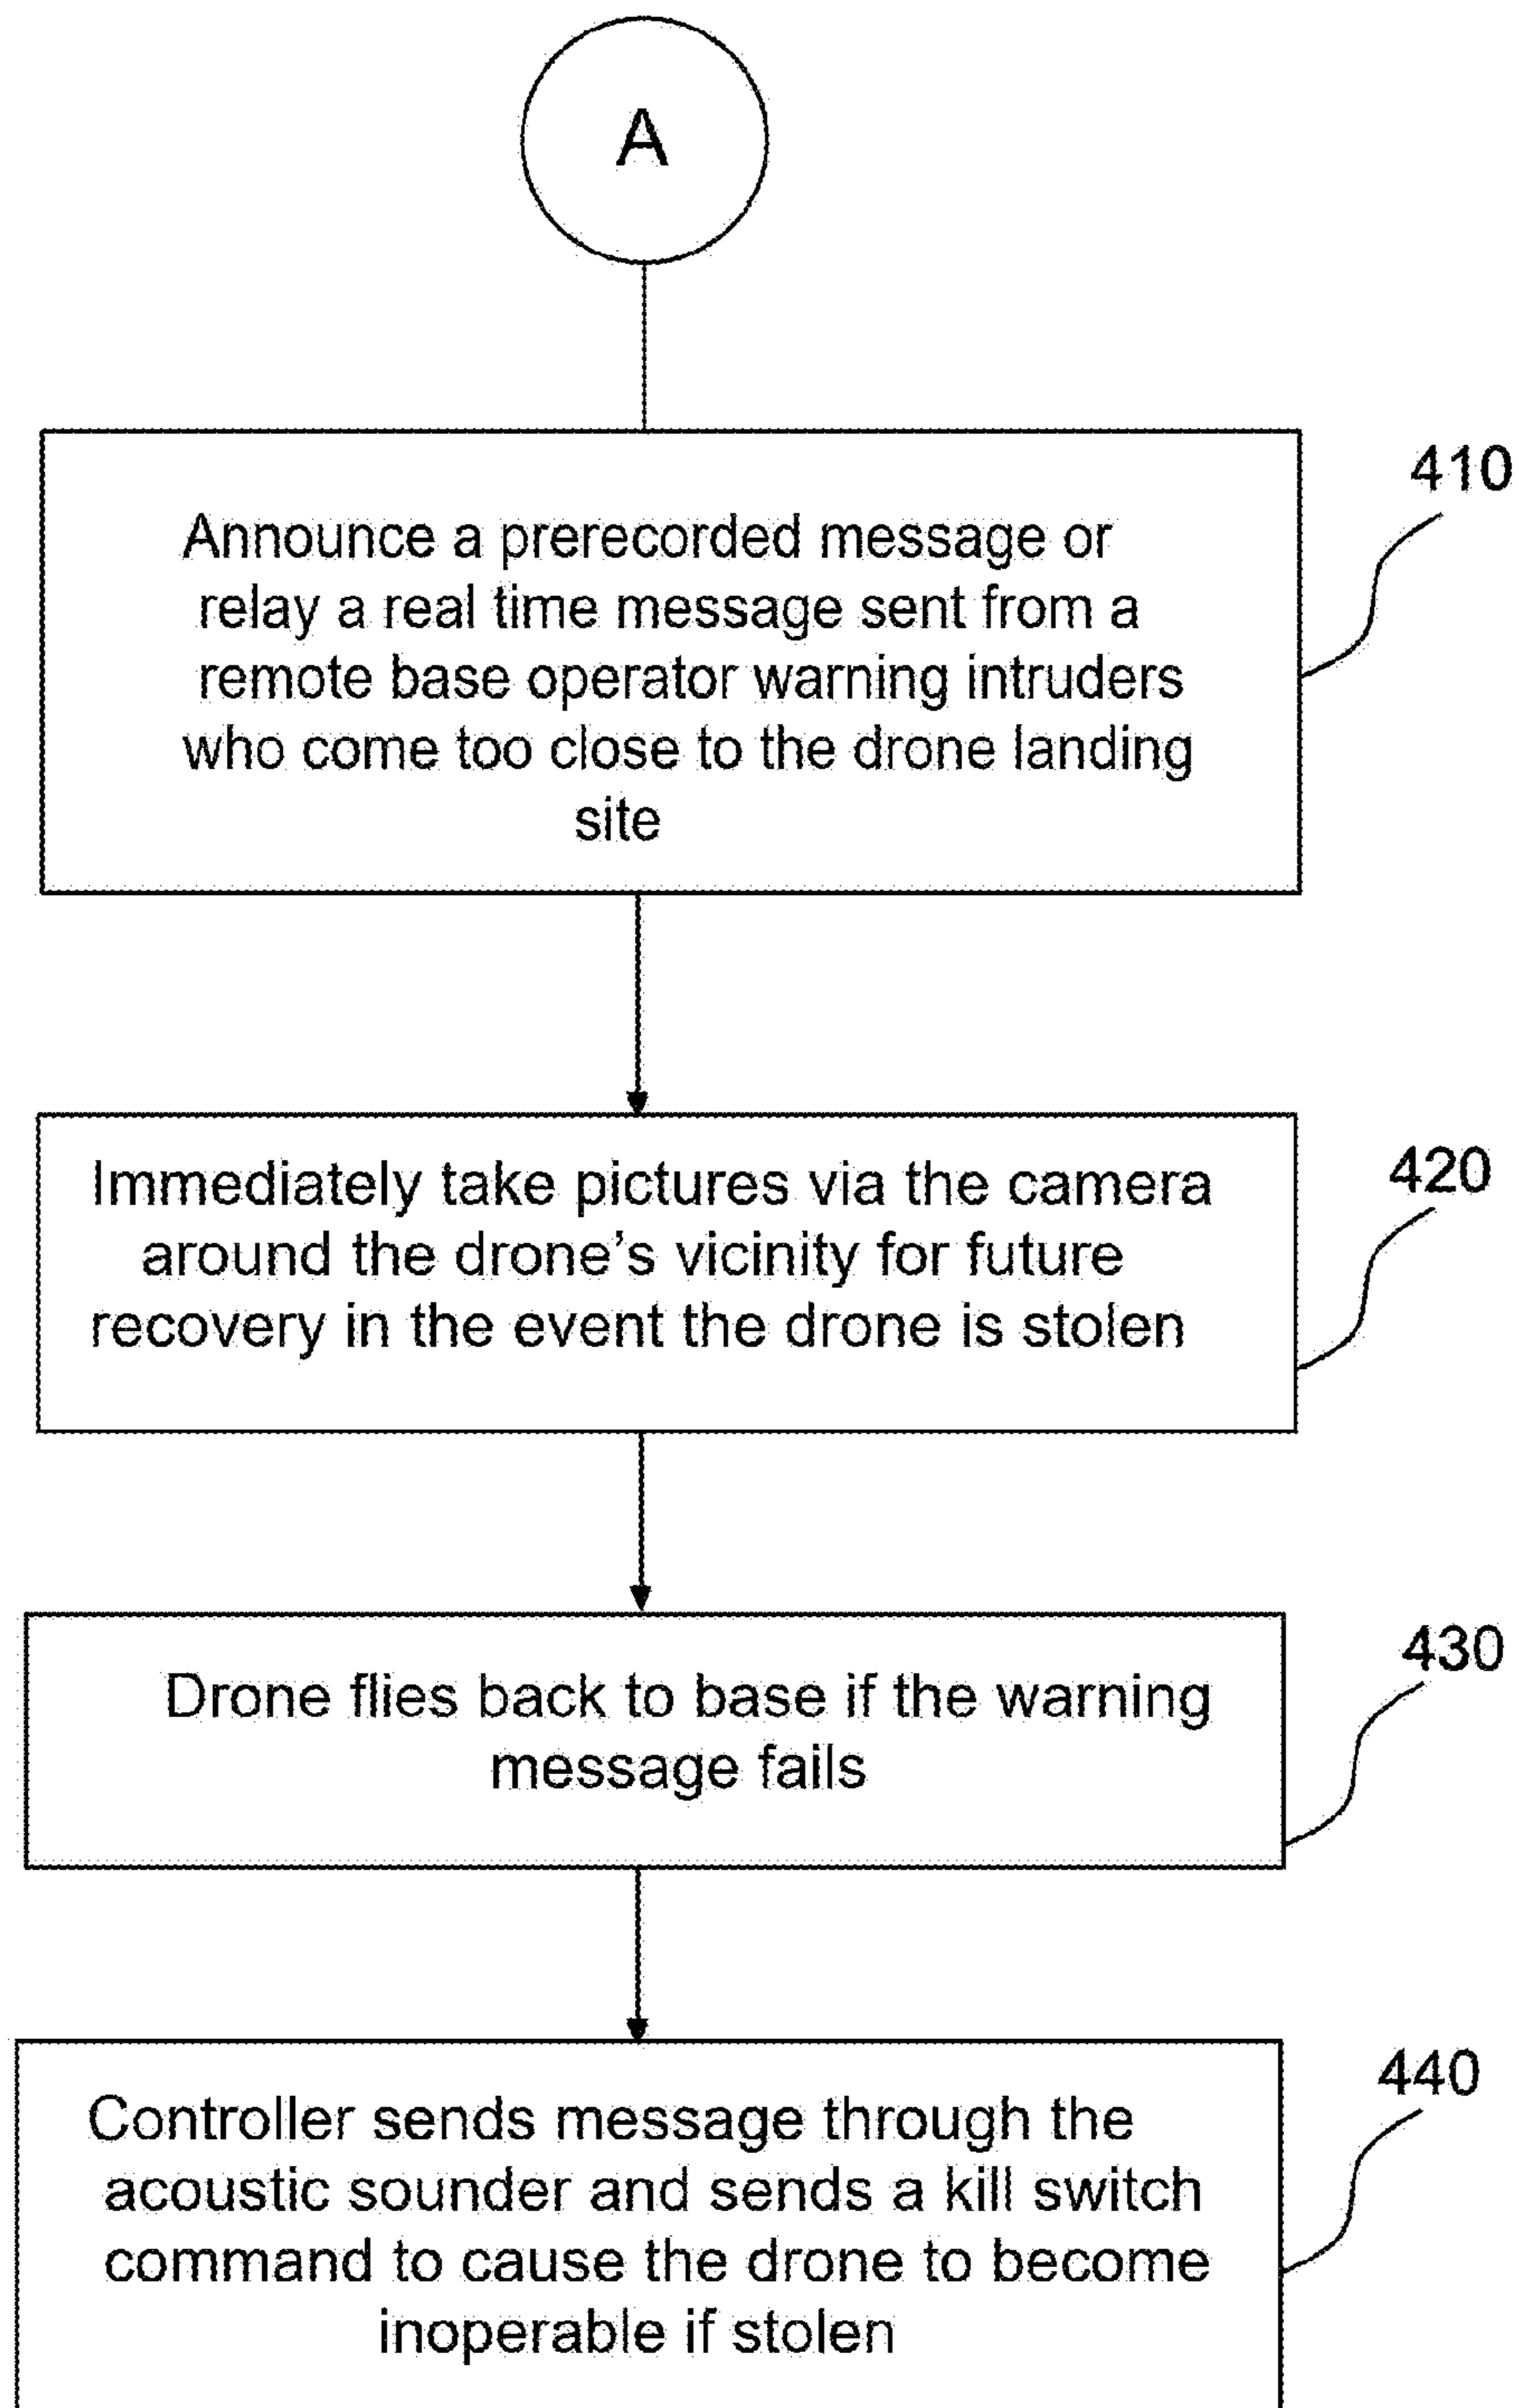 A
410
Announce a prerecorded message or
relay a real time message sent from a
remote base operator warning intruders
who come too close to the drone landing
site
420
Immediately take pictures via the camera
around the drone's vicinity for future
recovery in the event the drone is stolen
430
Drone flies back to base if the warning
message fails
440
Controller sends message through the
acoustic sounder and sends a kill switch
command to cause the drone to become
inoperable if stolen